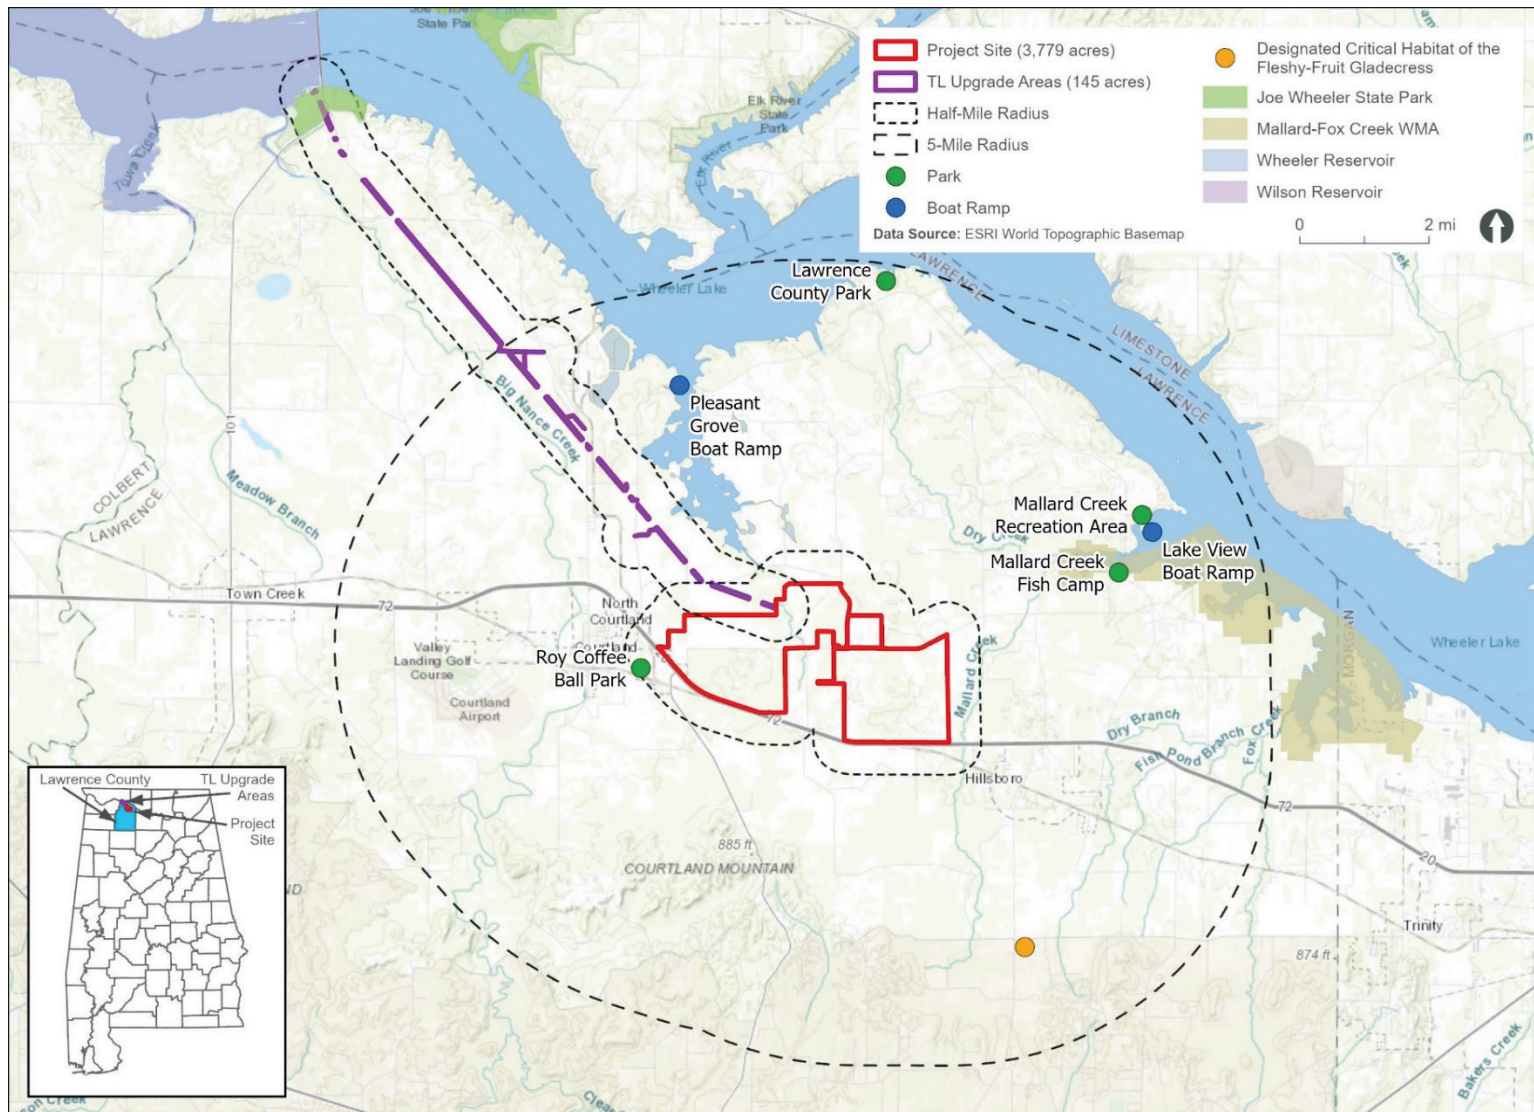 Project Site (3,779 acres)
TL Upgrade Areas (145 acres)
Half-Mile Radius
5-Mile Radius
Park
Boat Ramp
Data Source: ESRI World Topographic Basemap
Designated Critical Habitat of the
Fleshy-Fruit Gladecress
Joe Wheeler State Park
Mallard-Fox Creek WMA
Wheeler Reservoir
Wilson Reservoir
0
2 mi
State Park
Elk River
State
Park
Elk River
Town Creek
Wheeler Lake
Lawrence
County Park
LAWRENCE
LIMESTONE
LAWRENCE
Big Nance Creek
Pleasant
Grove
Boat Ramp
101
COLBERT
LAWRENCE
Meadow Branch
Mallard Creek
Recreation Area
Dry Creek
Lake View
Boat Ramp
Mallard Creek
Fish Camp
Town Creek
72
North
Courtland
Courtland
20
Valley
Landing Golf
Course
Roy Coffee
Ball Park
Courtland
Airport
Mallard Creek
MORGAN
Wheeler Lake
72
Dry Branch
Fish Pond Branch Creek
Fox Creek
Hillsboro
72
20
885 ft
COURTLAND MOUNTAIN
Trinity
874 ft
Bakers Creek
Lawrence County
TL Upgrade
Areas
Project
Site